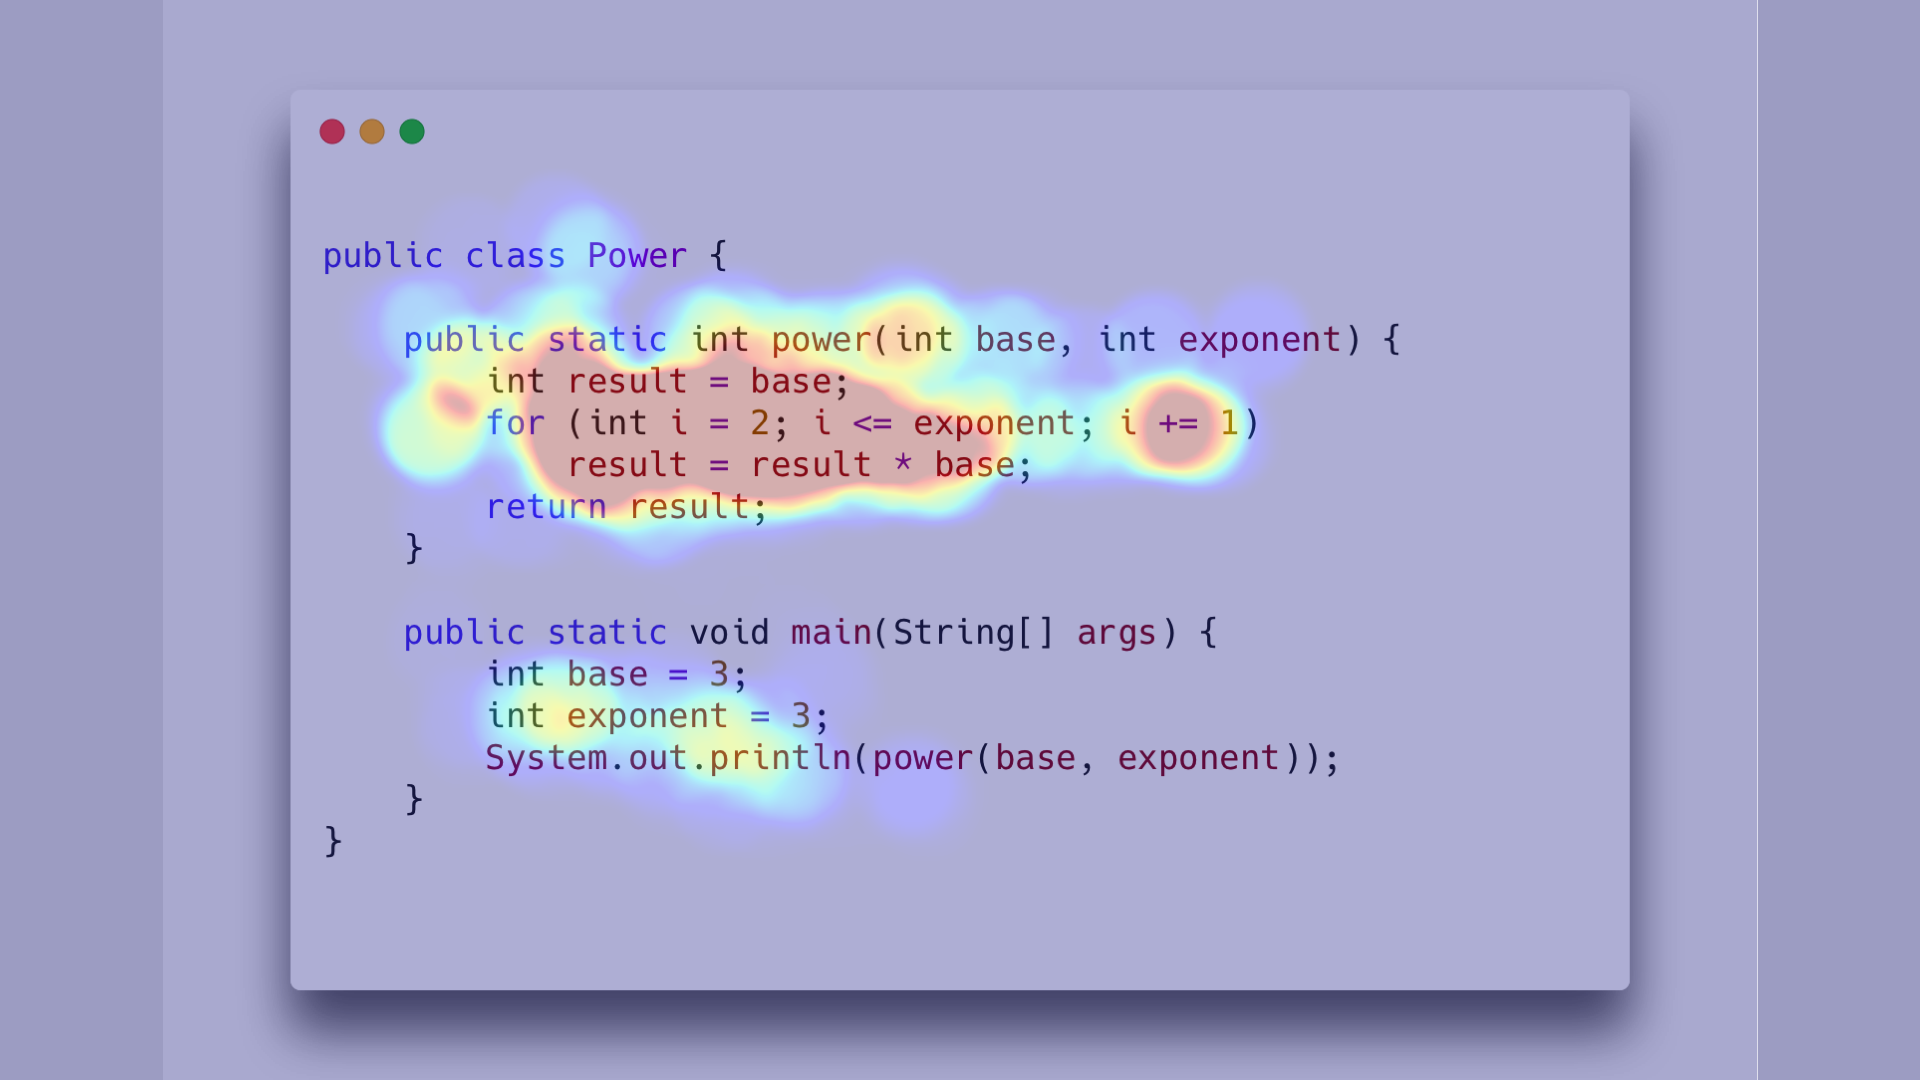 public class Power {
public static int power(int base, int exponent) {
int result = base;
for (int i = 2; i <= exponent; i += 1)
result = result * base;
return result;
}
public static void main(String[] args) {
int base = 3;
int exponent = 3;
System.out.println(power(base, exponent));
}
}